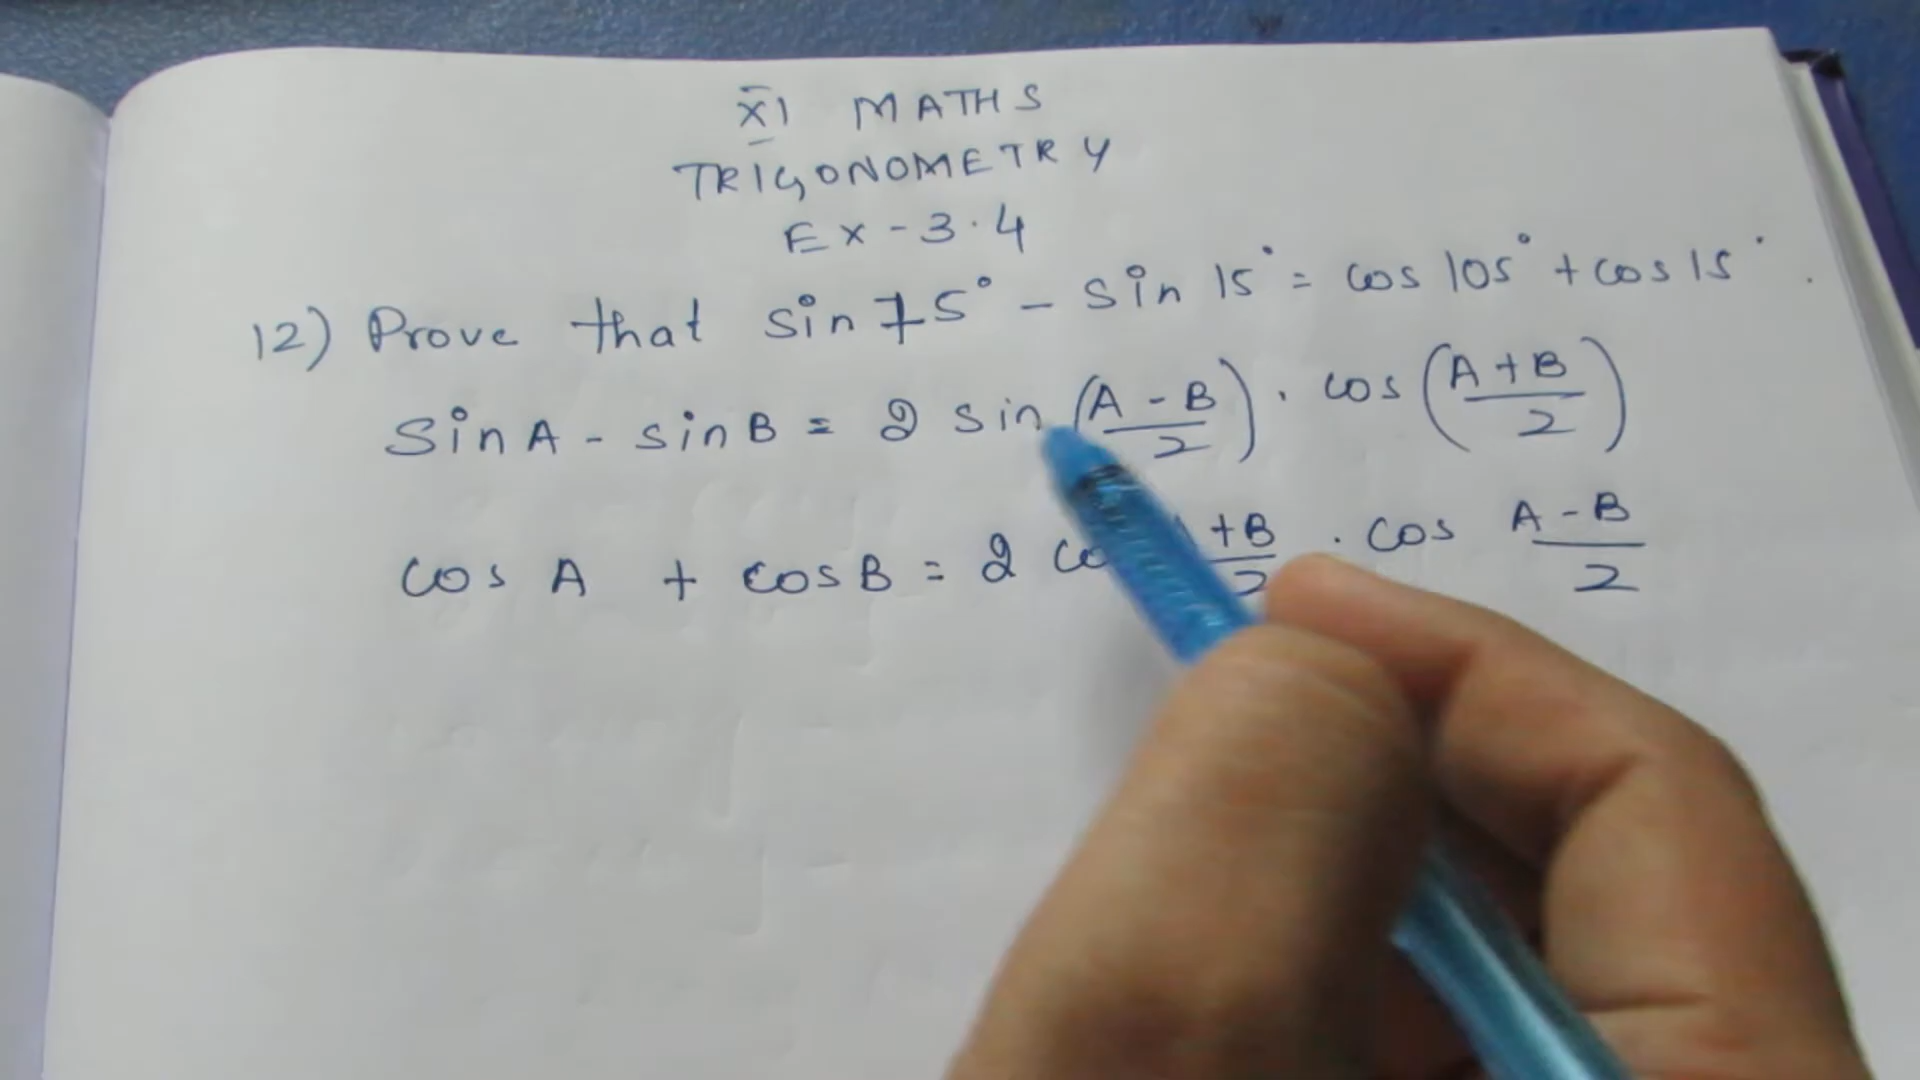 XI MATHS
TRIGONOMETRY
Ex - 3.4
12) Prove that sin 75° - sin 15° = cos 105° + cos 15°.
sin A - sin B = 2 sin (A - B / 2) . cos (A + B / 2)
cos A + cos B = 2 +B / 2 . cos A - B / 2